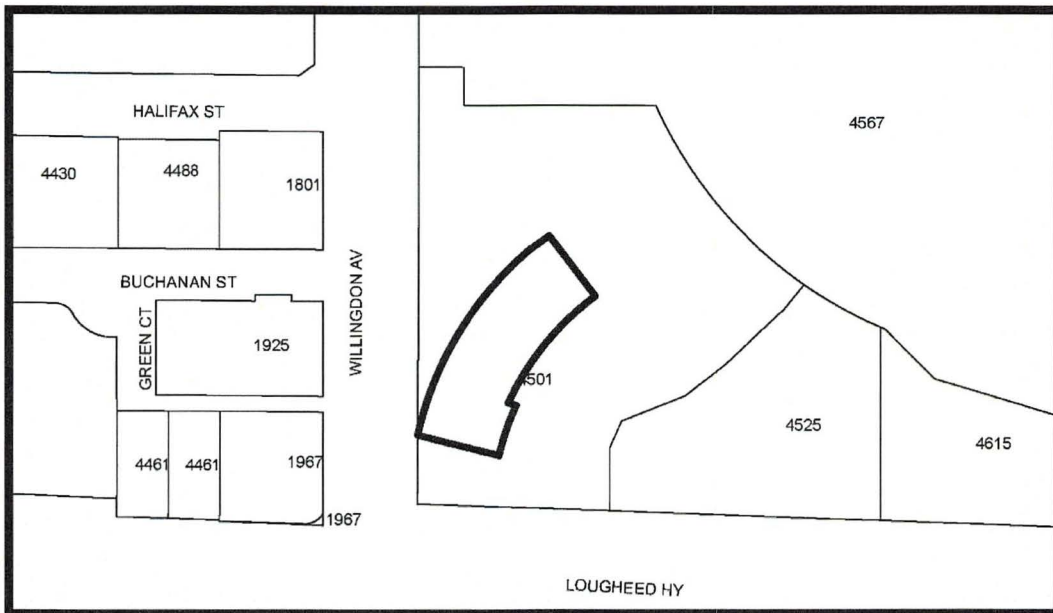 HALIFAX ST
4567
4430
4488
1801
BUCHANAN ST
GREEN CT
WILLINGDON AV
1925
4501
4525
4615
4461
4461
1967
1967
LOUGHEED HY